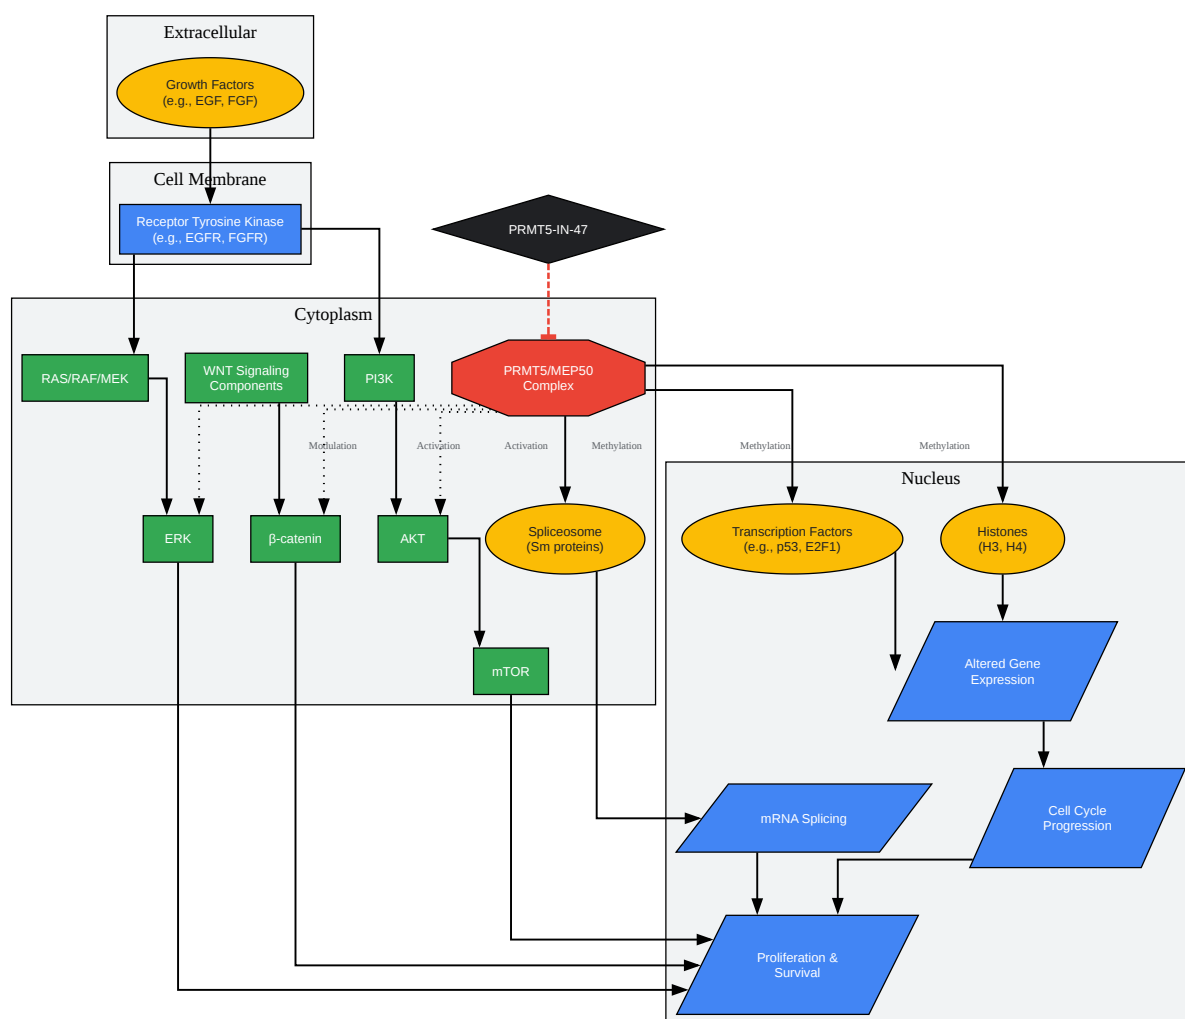 Extracellular
Growth Factors
(e.g., EGF, FGF)
Cell Membrane
Receptor Tyrosine Kinase
(e.g., EGFR, FGFR)
PRMT5-IN-47
Cytoplasm
RAS/RAF/MEK
WNT Signaling
Components
PI3K
PRMT5/MEP50
Complex
Modulation
Activation
Activation
Methylation
Methylation
Methylation
Nucleus
ERK
β-catenin
AKT
Spliceosome
(Sm proteins)
Transcription Factors
(e.g., p53, E2F1)
Histones
(H3, H4)
mTOR
Altered Gene
Expression
mRNA Splicing
Cell Cycle
Progression
Proliferation &
Survival